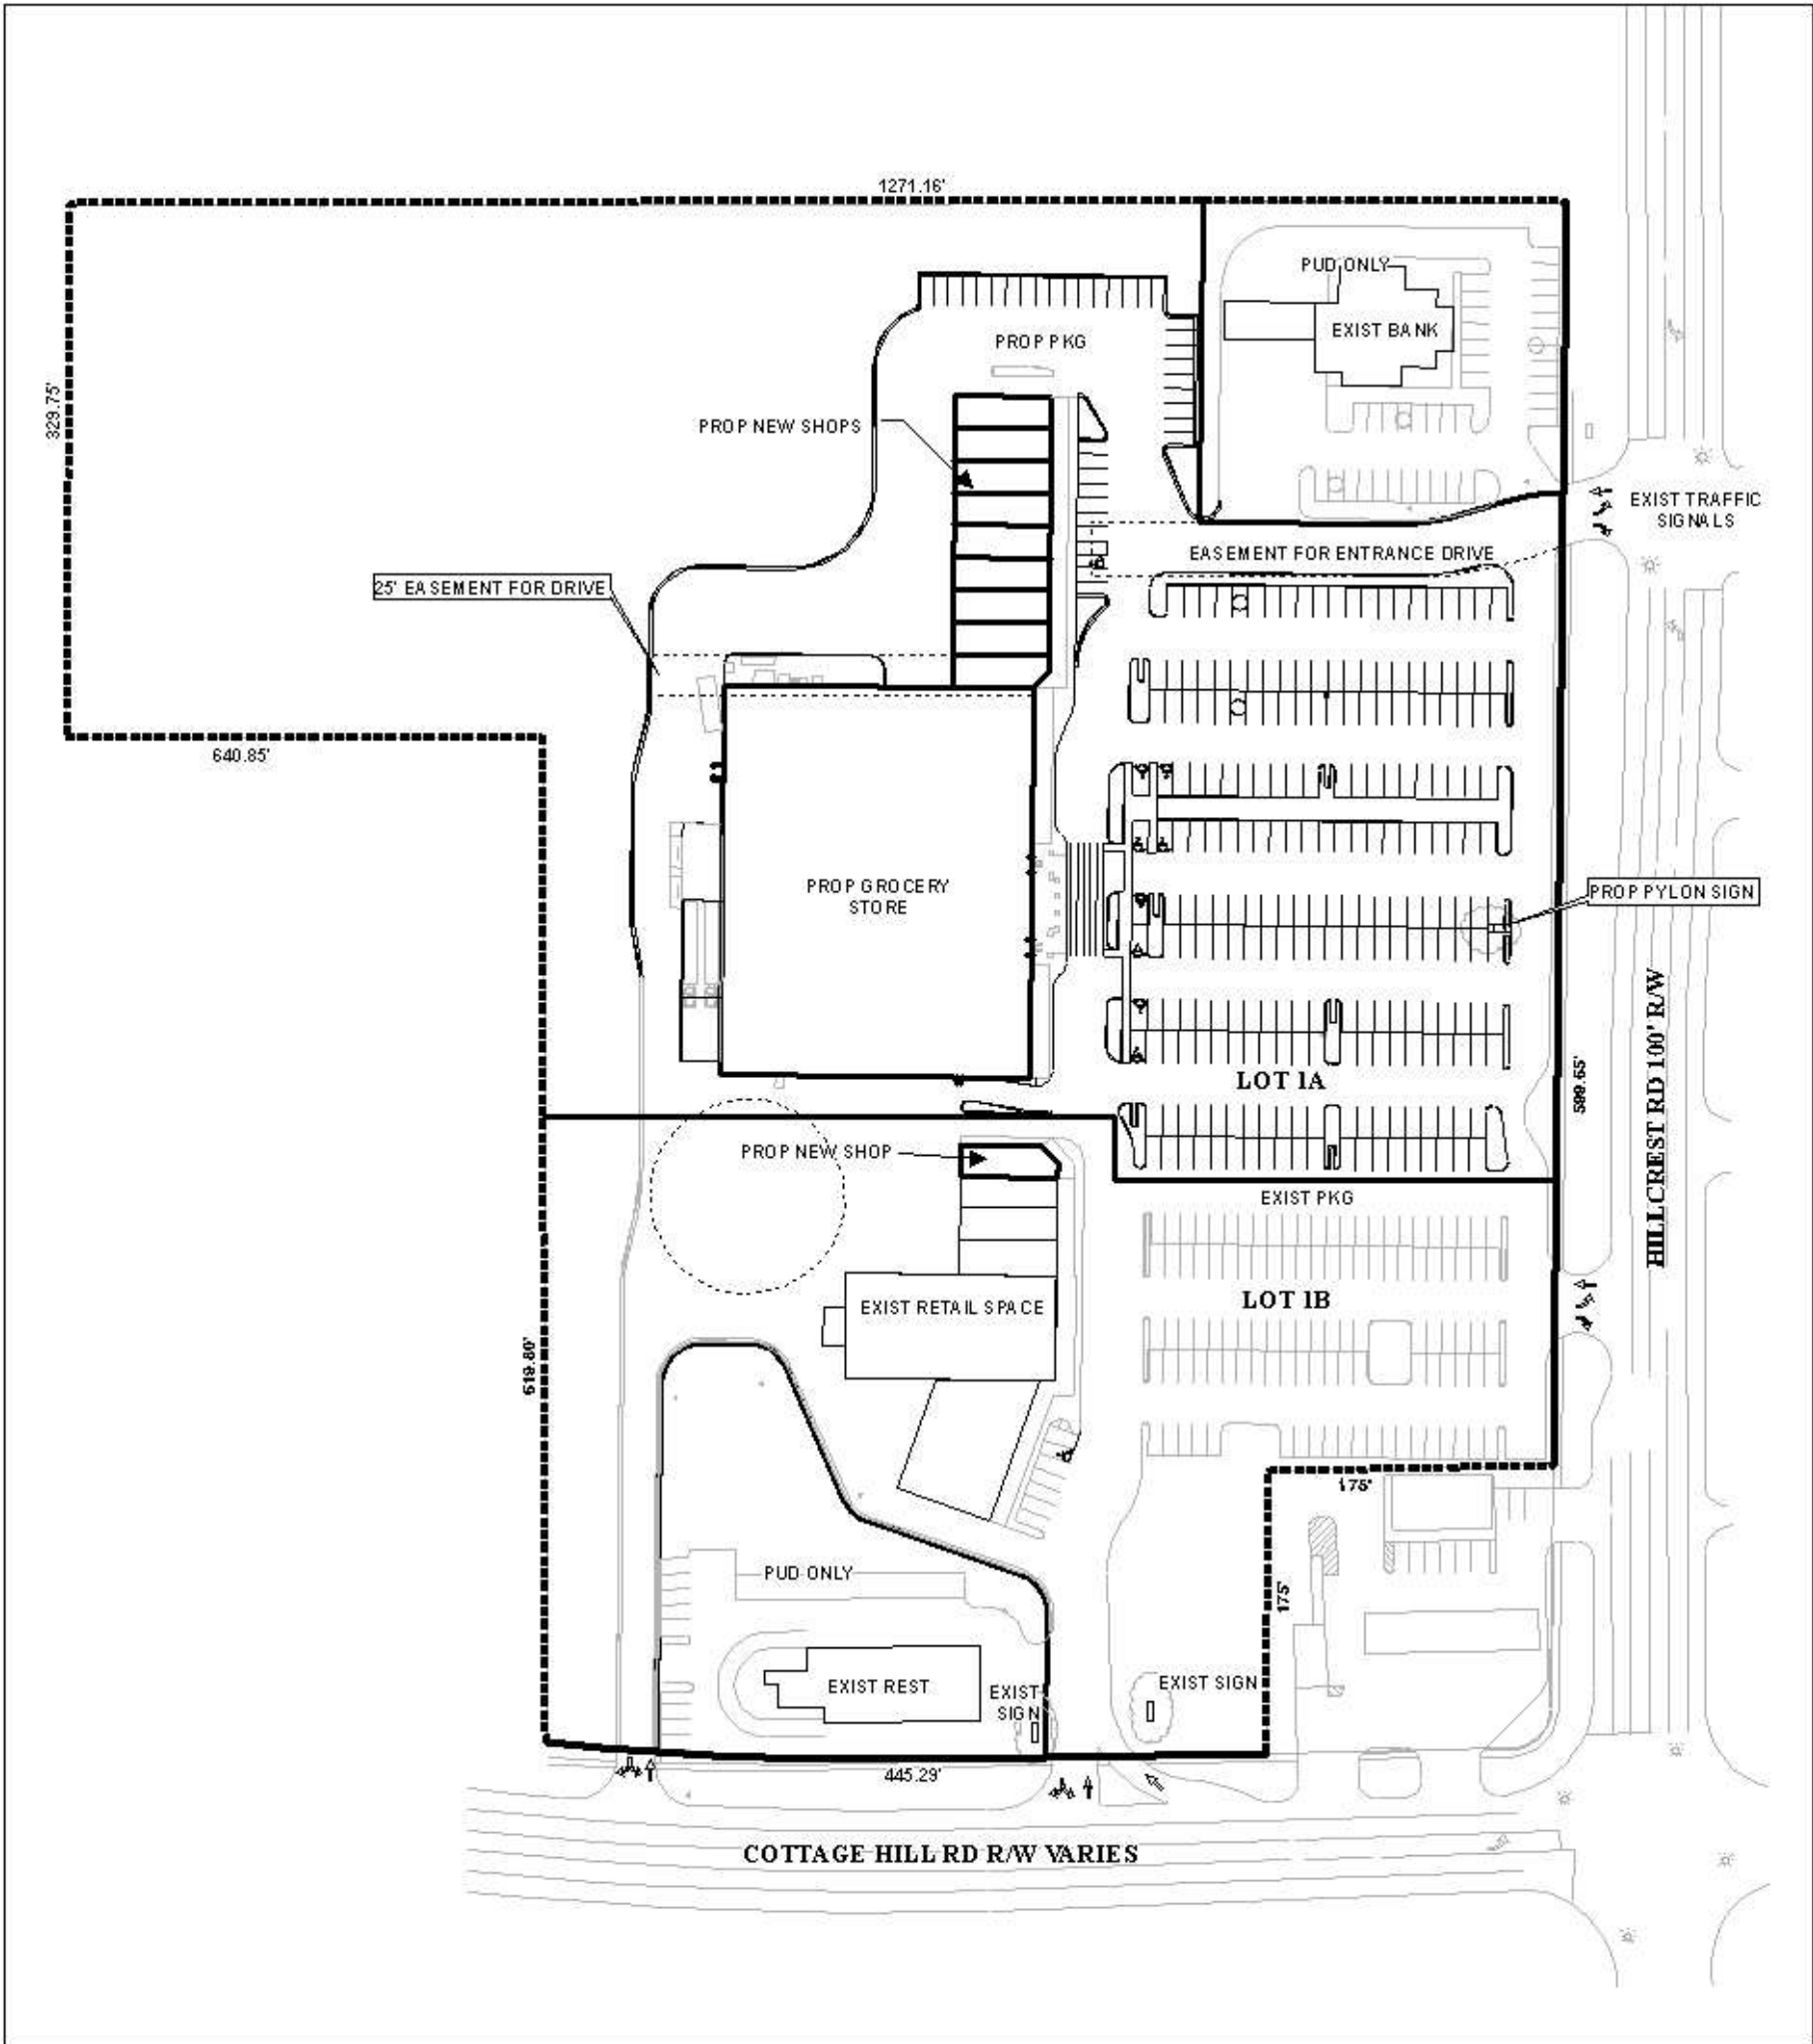 1271.16'
PUD ONLY
EXIST BANK
PROP PKG
329.75'
PROP NEW SHOPS
EXIST TRAFFIC
SIGNALS
EASEMENT FOR ENTRANCE DRIVE
25' EASEMENT FOR DRIVE
640.85'
PROP GROCERY
STORE
PROP PYLON SIGN
HILLCREST RD 100' R/W
LOT 1A
599.65'
PROP NEW SHOP
EXIST PKG
LOT 1B
EXIST RETAIL SPACE
619.80'
175'
175'
PUD ONLY
EXIST REST
EXIST
SIGN
EXIST SIGN
445.29'
COTTAGE HILL RD R/W VARIES